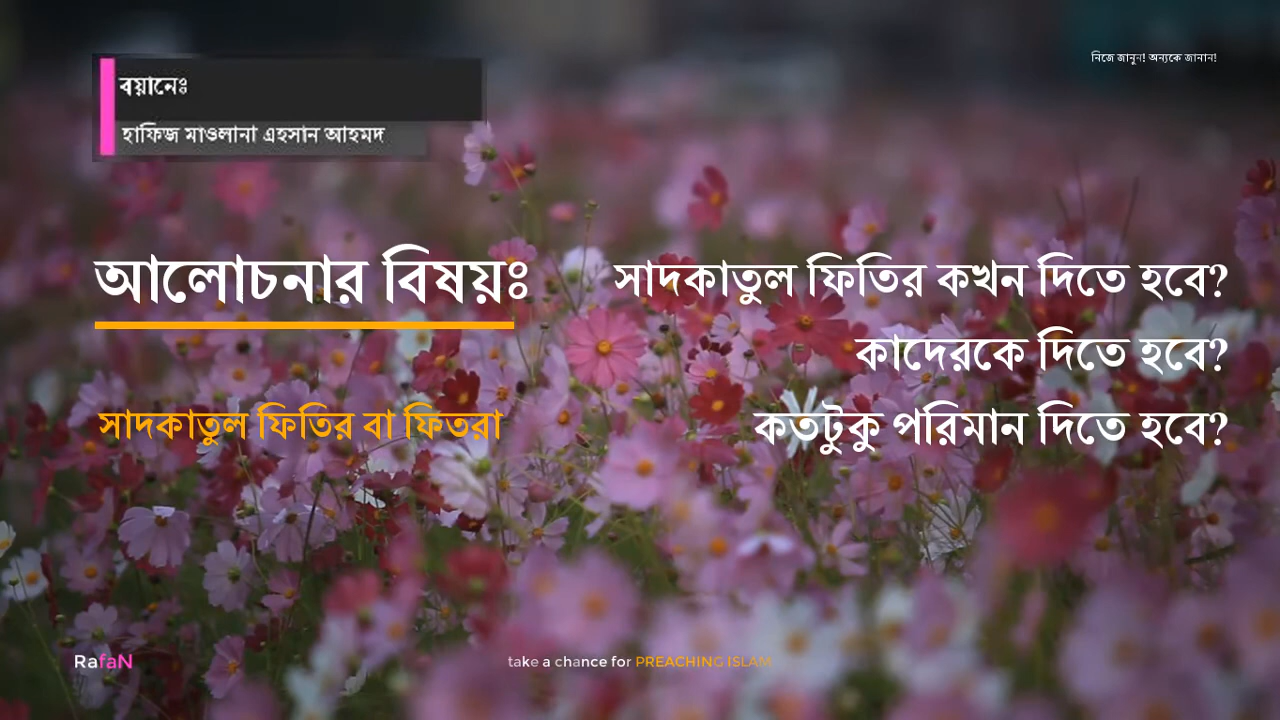 বয়ানেঃ
হাফিজ মাওলানা এহসান আহমদ
নিজে জানুন! অন্যকে জানান!
আলোচনার বিষয়ঃ
সাদকাতুল ফিতির বা ফিতরা
সাদকাতুল ফিতির কখন দিতে হবে?
কাদেরকে দিতে হবে?
কতটুকু পরিমান দিতে হবে?
RafaN
take a chance for PREACHING ISLAM